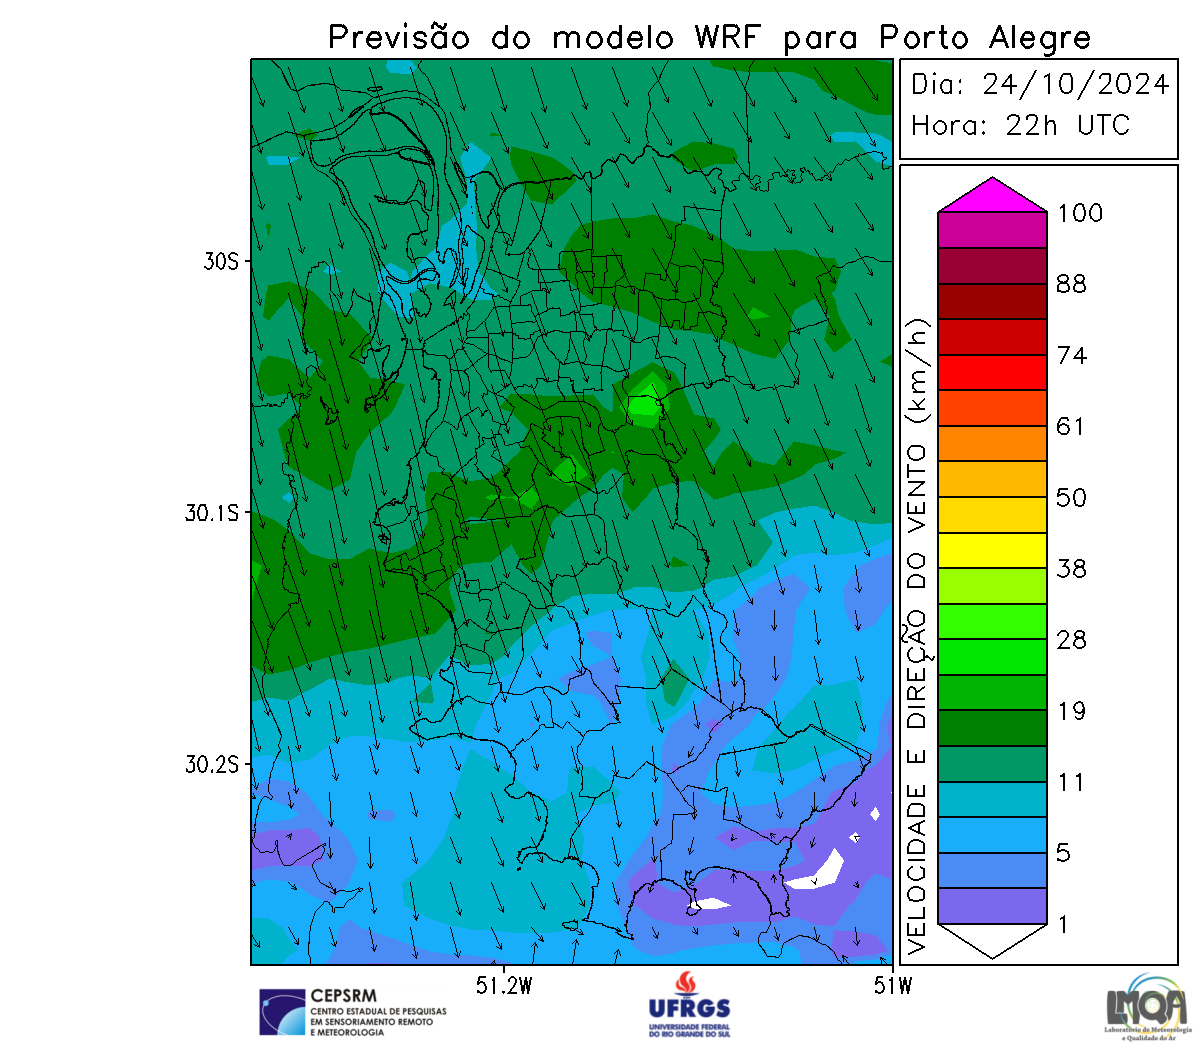 Previsão do modelo WRF para Porto Alegre
Dia: 24/10/2024
Hora: 22h UTC
VELOCIDADE E DIREÇÃO DO VENTO (km/h)
100
88
74
61
50
38
28
19
11
5
1
30S
30.1S
30.2S
51.2W
51W
CEPSRM
CENTRO ESTADUAL DE PESQUISAS
EM SENSORIAMENTO REMOTO
E METEOROLOGIA
UFRGS
UNIVERSIDADE FEDERAL
DO RIO GRANDE DO SUL
LMQA
Laboratório de Meteorologia
e Qualidade do Ar